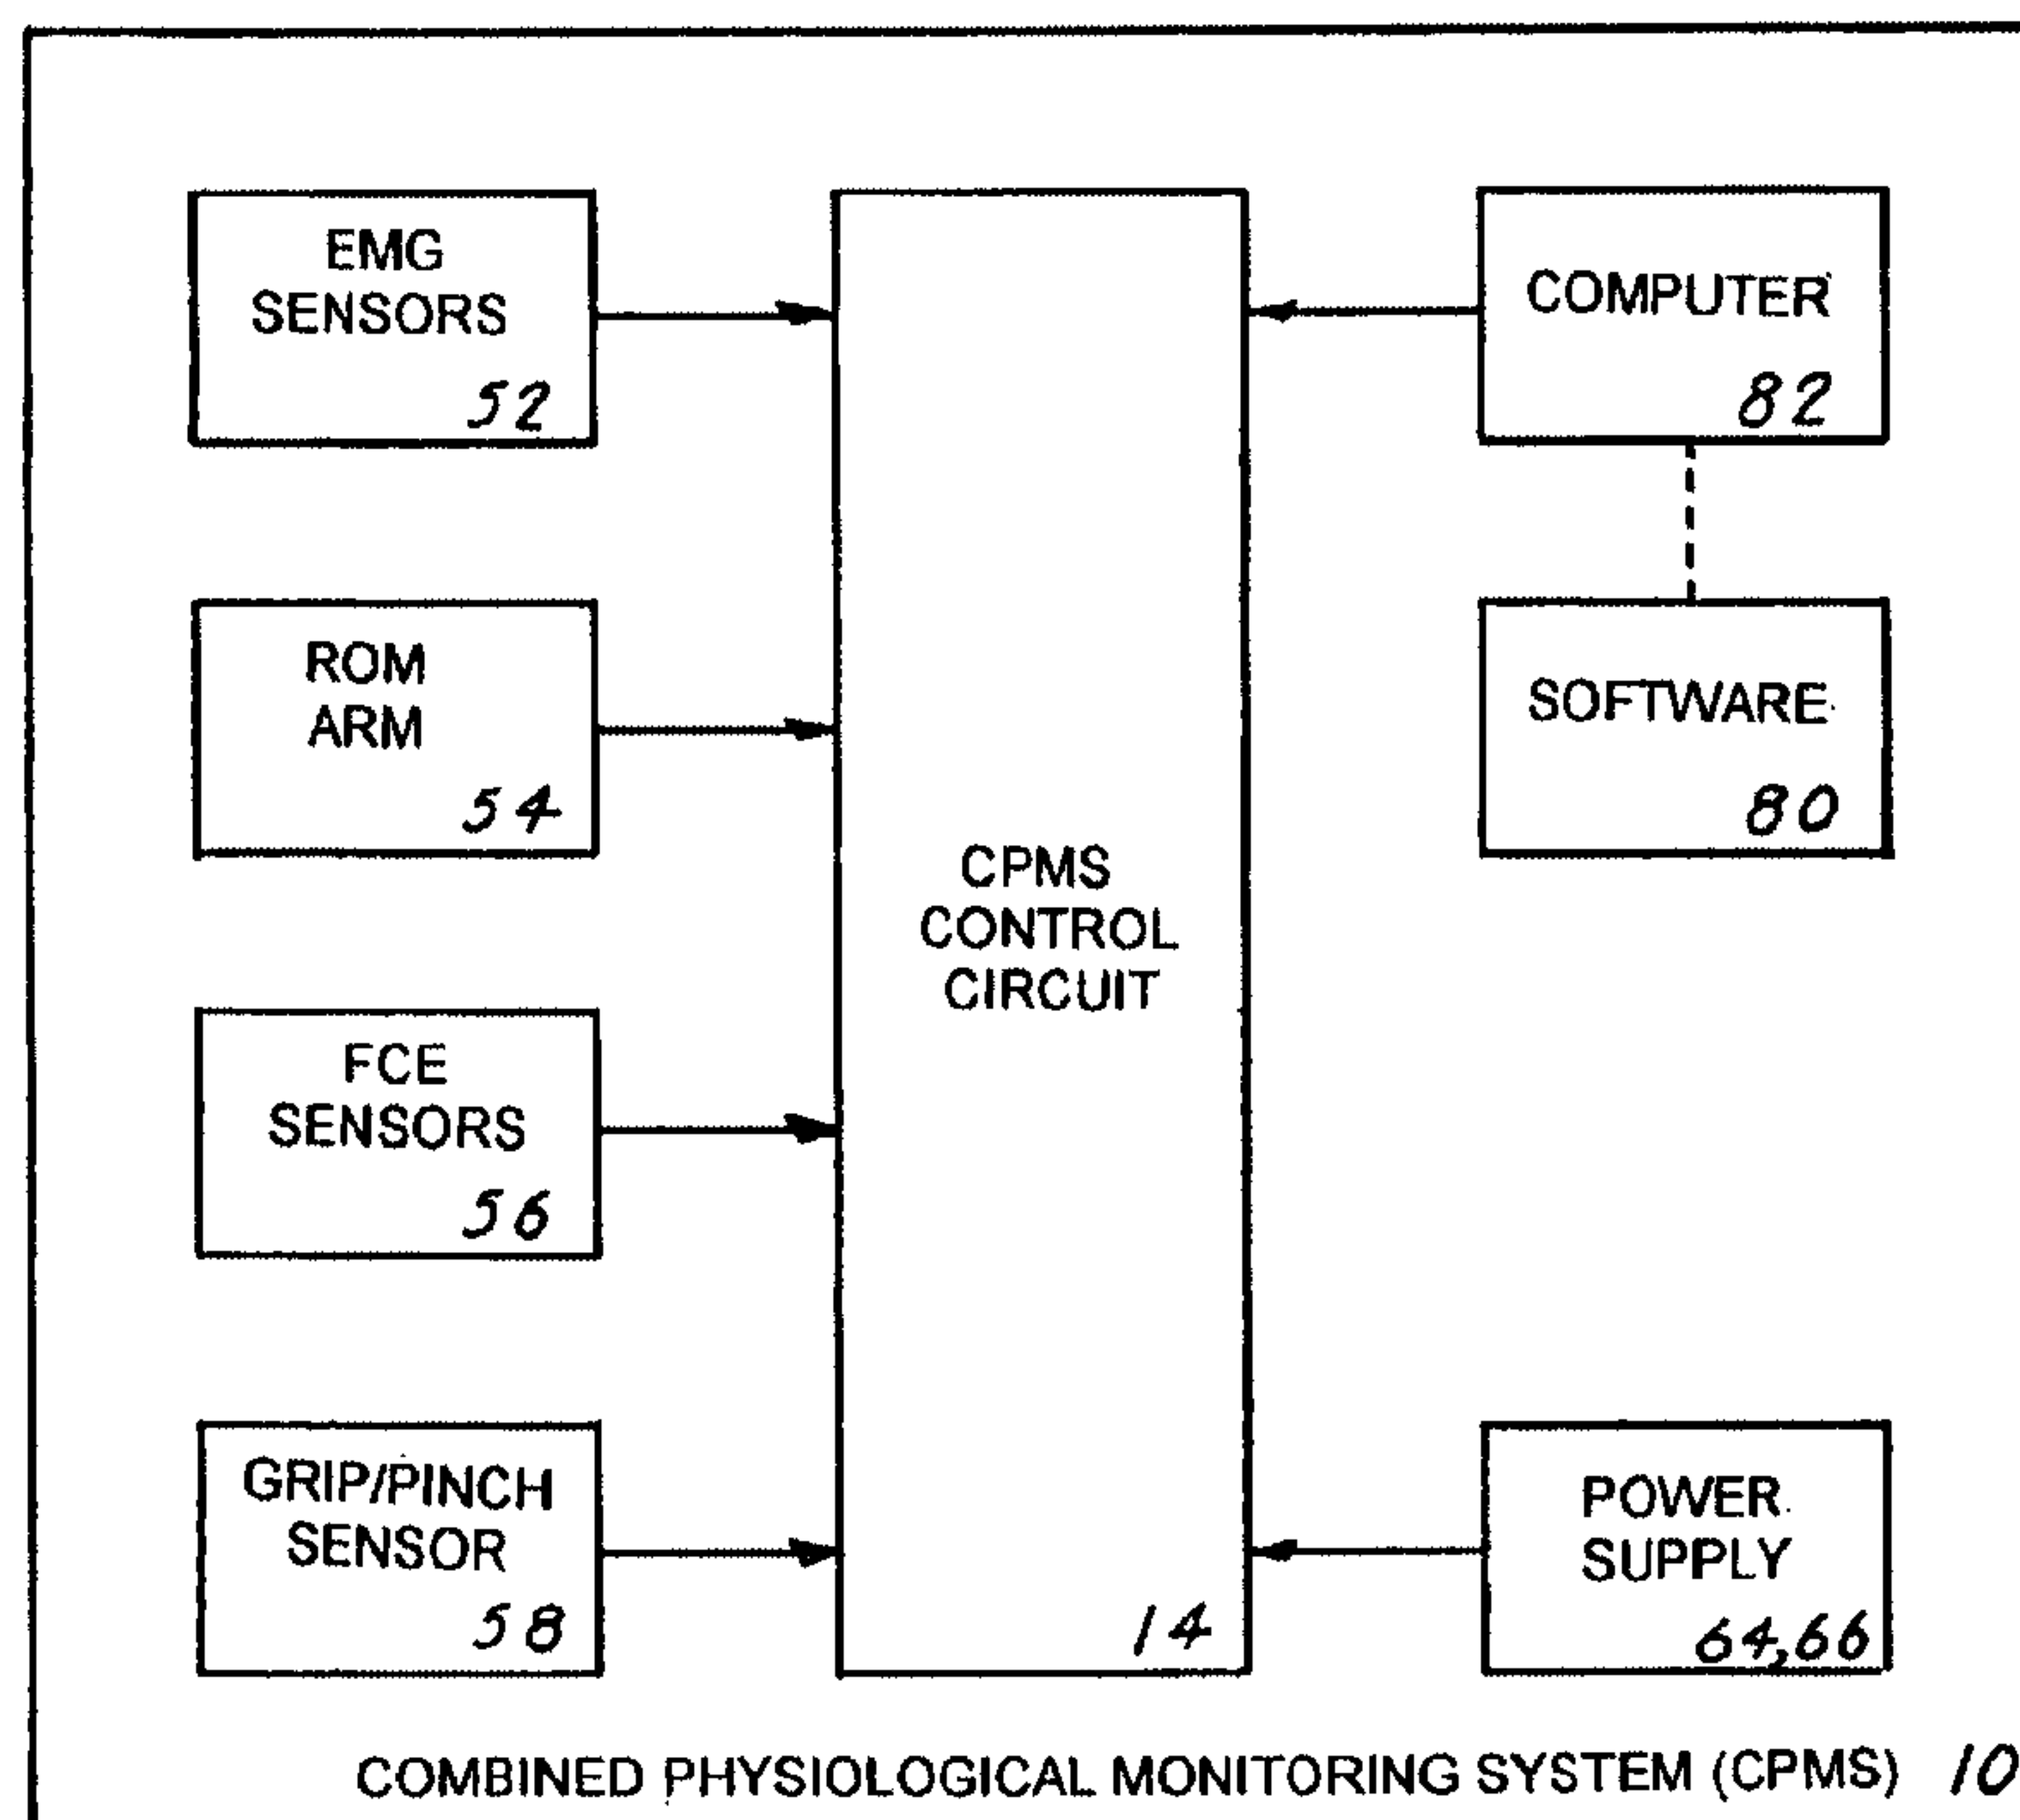 EMG
SENSORS
52
ROM
ARM
54
FCE
SENSORS
56
GRIP/PINCH
SENSOR
58
CPMS
CONTROL
CIRCUIT
14
COMPUTER
82
SOFTWARE
80
POWER
SUPPLY
64,66
COMBINED PHYSIOLOGICAL MONITORING SYSTEM (CPMS) 10